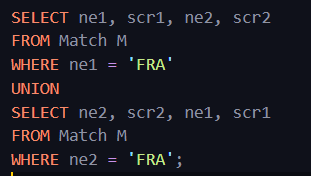 SELECT ne1, scr1, ne2, scr2
FROM Match M
WHERE ne1 = 'FRA'
UNION
SELECT ne2, scr2, ne1, scr1
FROM Match M
WHERE ne2 = 'FRA';